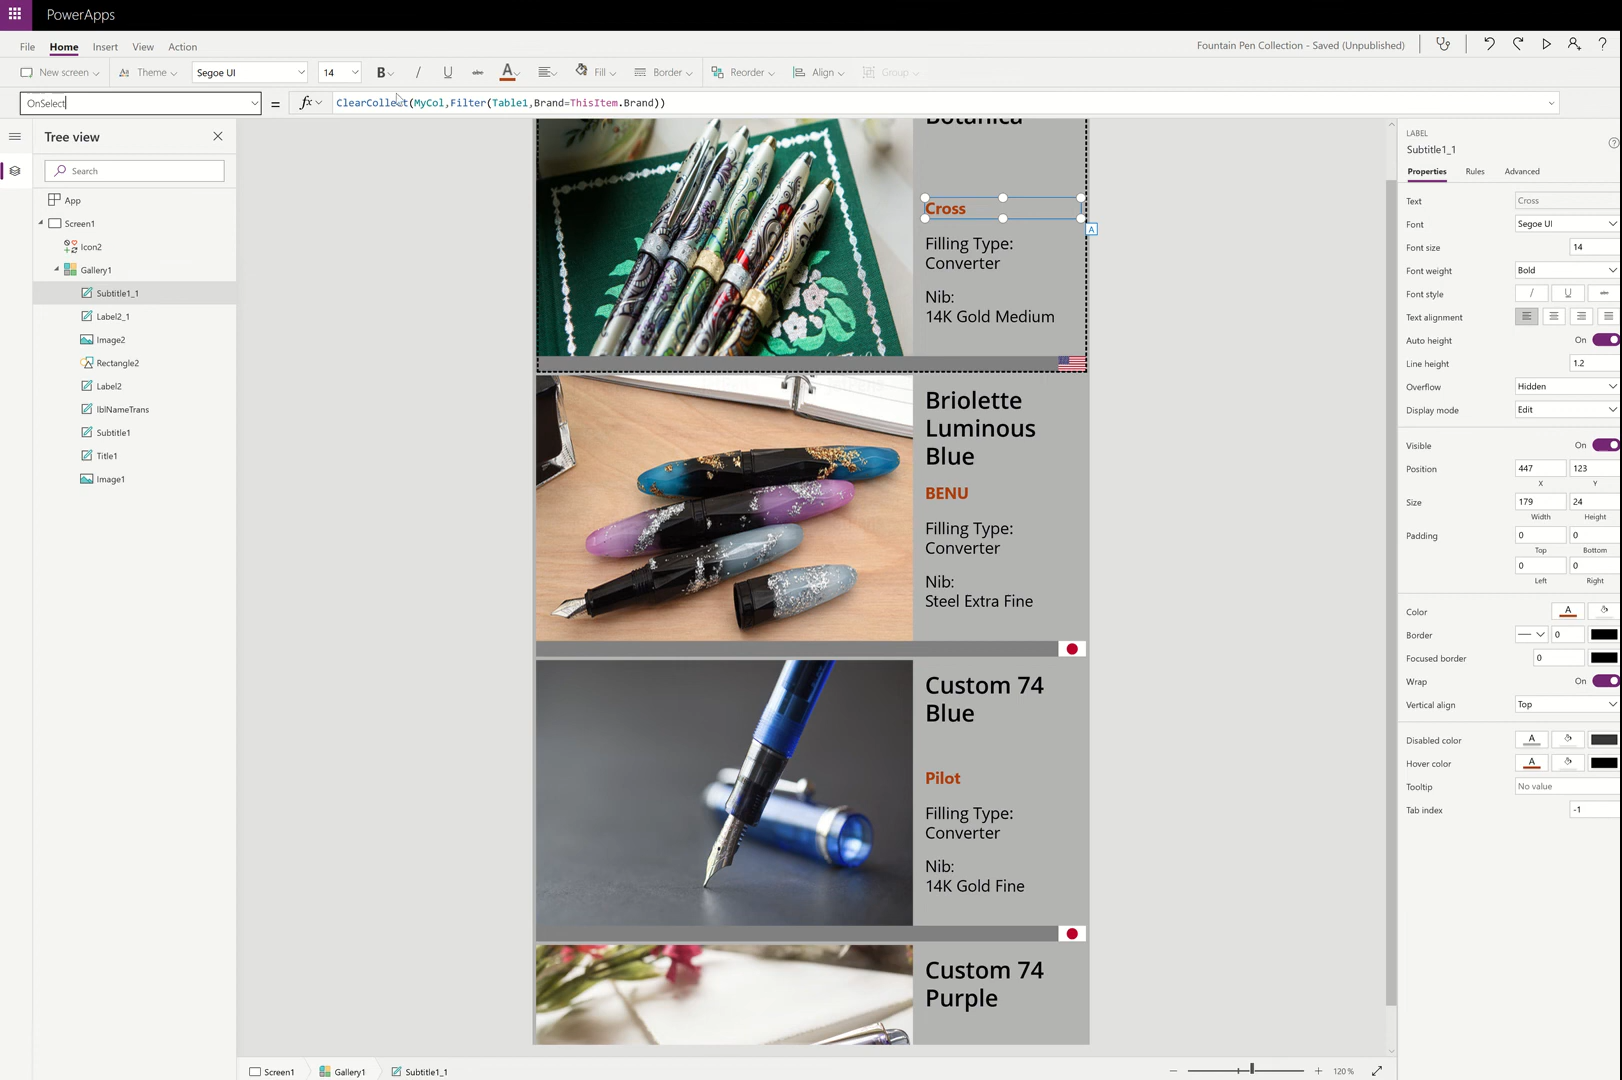 PowerApps
File Home Insert View Action
Fountain Pen Collection - Saved (Unpublished)
New screen Theme Segoe UI 14 B / U abc A Fill Border Reorder Align Group
OnSelect = fx ClearCollect(MyCol,Filter(Table1,Brand=ThisItem.Brand))
Tree view
Search
App
Screen1
Icon2
Gallery1
Subtitle1_1
Label2_1
Image2
Rectangle2
Label2
lblNameTrans
Subtitle1
Title1
Image1
Botanica
Cross
A
Filling Type:
Converter
Nib:
14K Gold Medium
Briolette
Luminous
Blue
BENU
Filling Type:
Converter
Nib:
Steel Extra Fine
Custom 74
Blue
Pilot
Filling Type:
Converter
Nib:
14K Gold Fine
Custom 74
Purple
LABEL
Subtitle1_1
Properties Rules Advanced
Text Cross
Font Segoe UI
Font size 14
Font weight Bold
Font style / U abc
Text alignment
Auto height On
Line height 1.2
Overflow Hidden
Display mode Edit
Visible On
Position 447 123
X Y
Size 179 24
Width Height
Padding 0 0
Top Bottom
0 0
Left Right
Color A
Border 0
Focused border 0
Wrap On
Vertical align Top
Disabled color A
Hover color A
Tooltip No value
Tab index -1
Screen1 Gallery1 Subtitle1_1
120 %